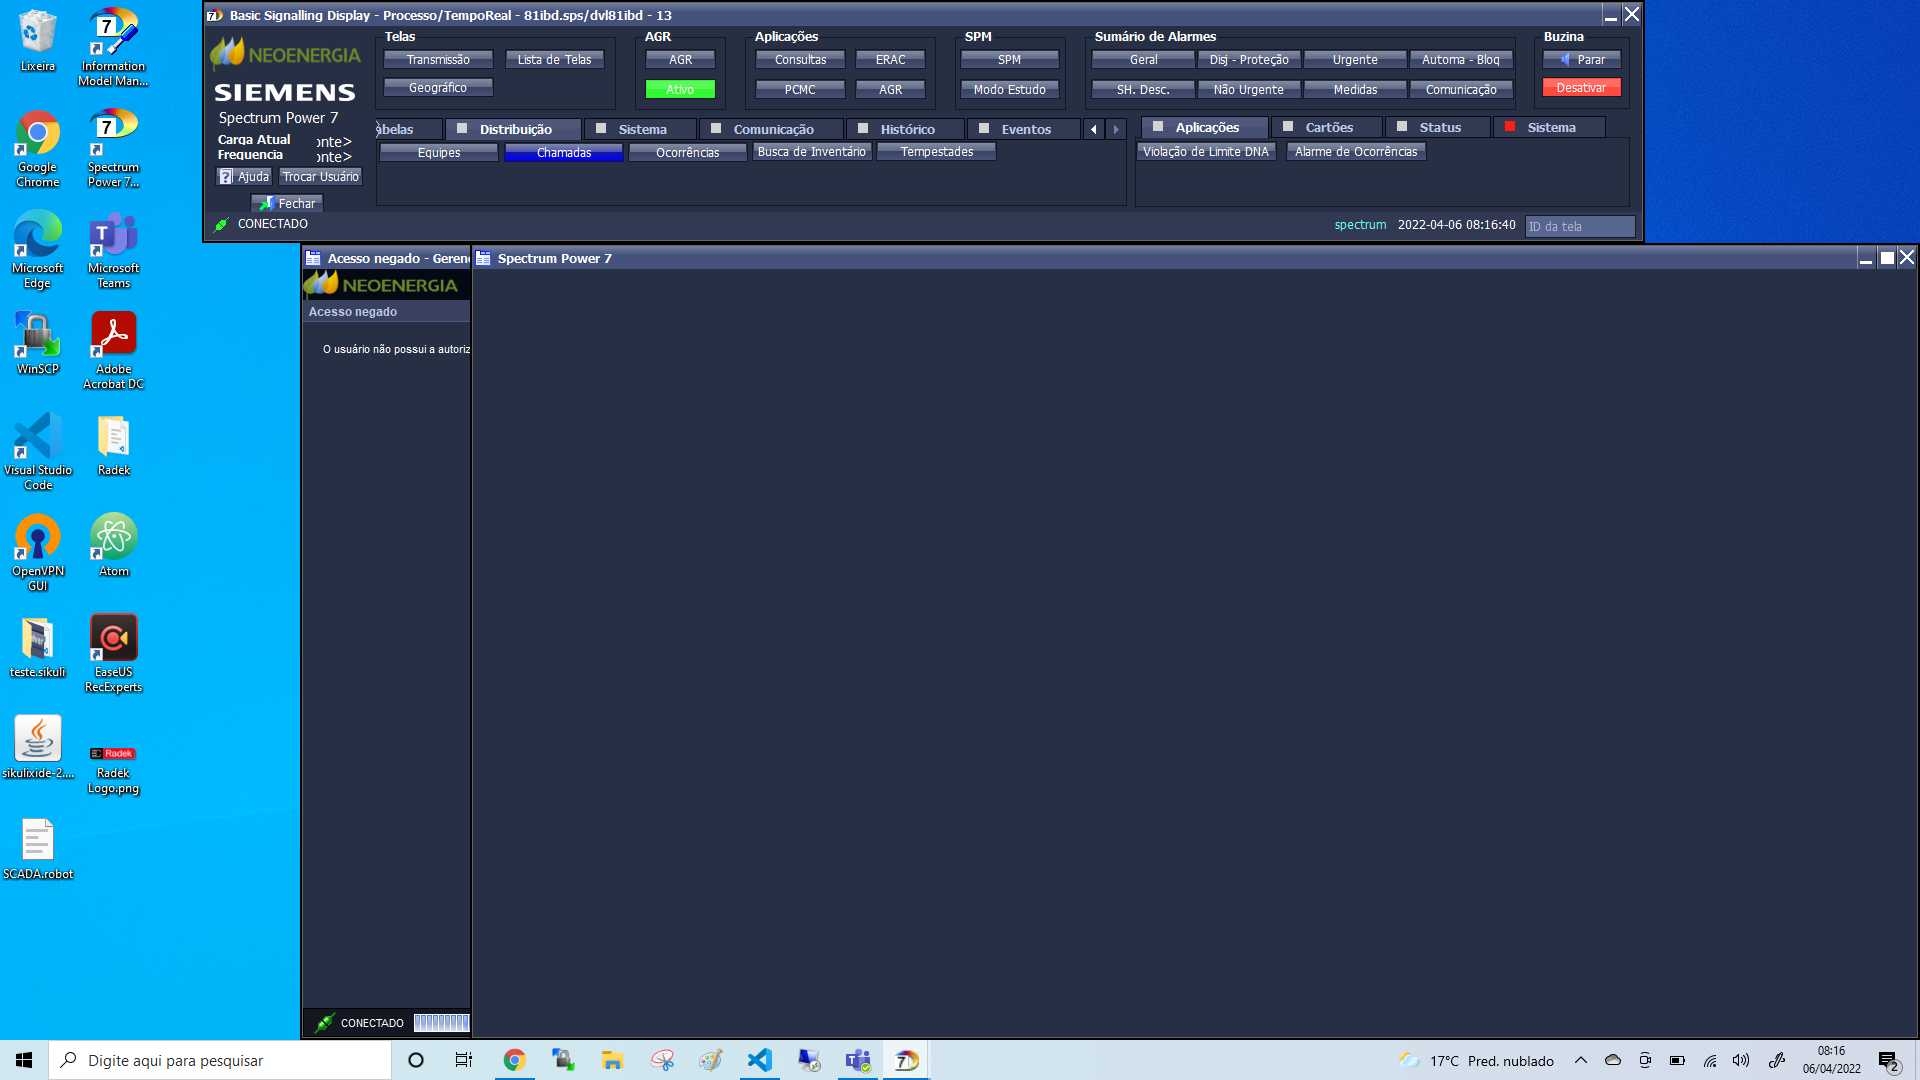 Lixeira
Information
Model Man...
Google
Chrome
Spectrum
Power 7...
Microsoft
Edge
Microsoft
Teams
WinSCP
Adobe
Acrobat DC
Visual Studio
Code
Radek
OpenVPN
GUI
Atom
teste.sikuli
EaseUS
RecExperts
sikulixide-2....
Radek
Radek
Logo.png
SCADA.robot
Basic Signalling Display - Processo/TempoReal - 81ibd.sps/dvl81ibd - 13
NEOENERGIA
SIEMENS
Spectrum Power 7
Carga Atual onte>
Frequencia onte>
Ajuda Trocar Usuário
Fechar
CONECTADO
Telas
Transmissão Lista de Telas
Geográfico
AGR
AGR
Ativo
Aplicações
Consultas ERAC
PCMC AGR
SPM
SPM
Modo Estudo
Sumário de Alarmes
Geral Disj - Proteção Urgente Automa - Bloq
SH. Desc. Não Urgente Medidas Comunicação
Buzina
Parar
Desativar
abelas Distribuição Sistema Comunicação Histórico Eventos
Equipes Chamadas Ocorrências Busca de Inventário Tempestades
Aplicações Cartões Status Sistema
Violação de Limite DNA Alarme de Ocorrências
spectrum 2022-04-06 08:16:40 ID da tela
Acesso negado - Geren
NEOENERGIA
Acesso negado
O usuário não possui a autoriz
CONECTADO
Spectrum Power 7
Digite aqui para pesquisar
17°C Pred. nublado
08:16
06/04/2022
2